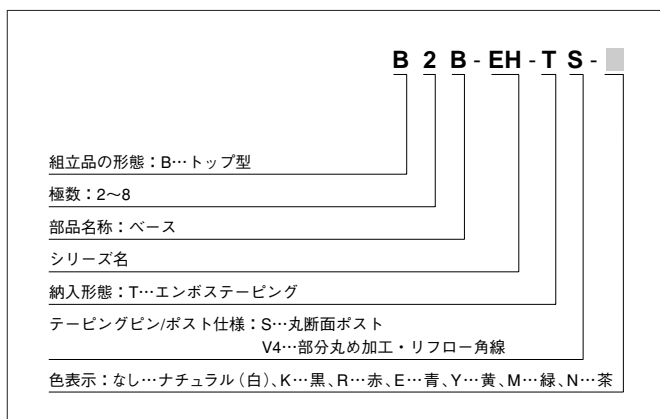 B 2 B - EH - T S -
組立品の形態：B…トップ型
極数：2〜8
部品名称：ベース
シリーズ名
納入形態：T…エンボステーピング
テーピングピン/ポスト仕様：S…丸断面ポスト
V4…部分丸め加工・リフロー角線
色表示：なし…ナチュラル（白）、K…黒、R…赤、E…青、Y…黄、M…緑、N…茶